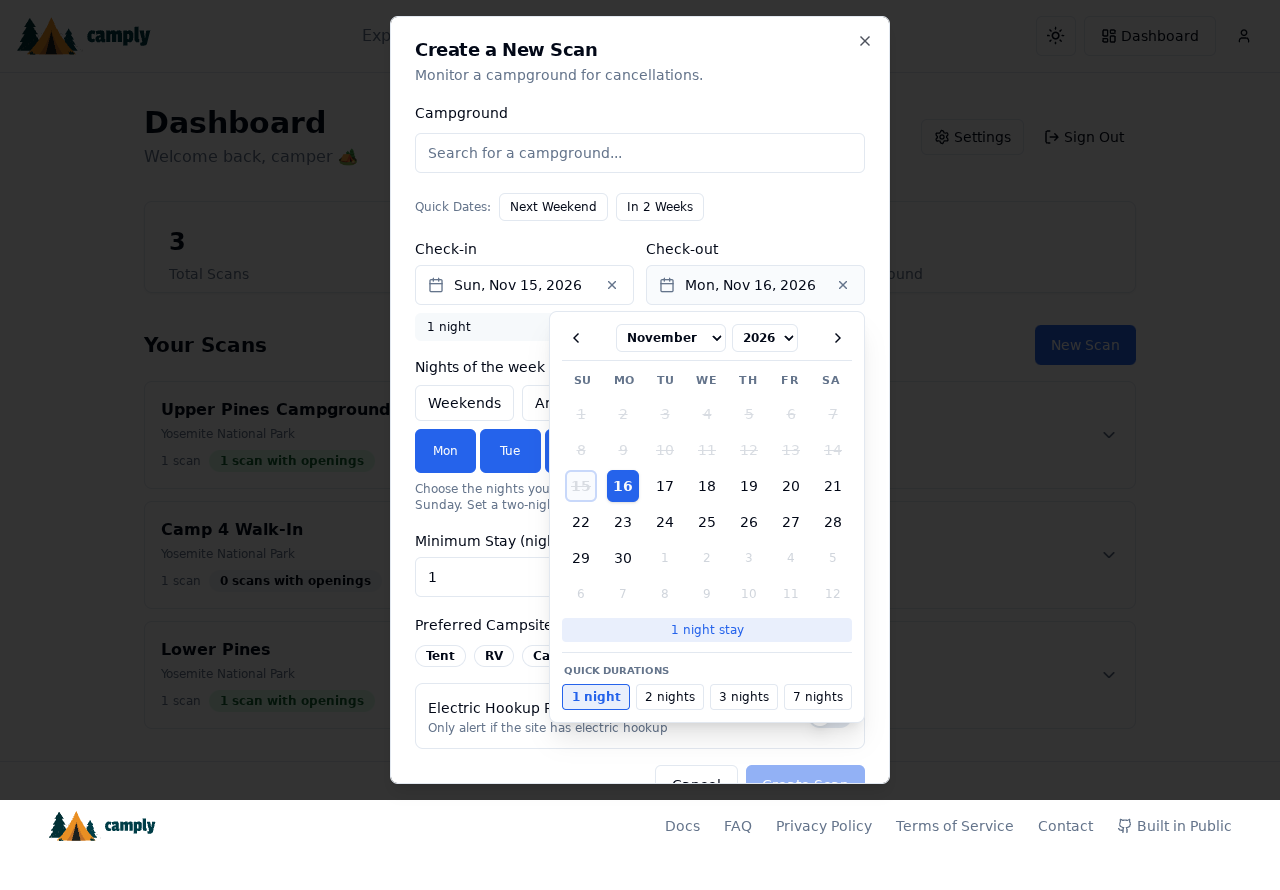 camply
Exp
Dashboard
Dashboard
Welcome back, camper 🏕️
Settings
Sign Out
3
Total Scans
ound
Your Scans
New Scan
Upper Pines Campground
Yosemite National Park
1 scan
1 scan with openings
Camp 4 Walk-In
Yosemite National Park
1 scan
0 scans with openings
Lower Pines
Yosemite National Park
1 scan
1 scan with openings
Create a New Scan
Monitor a campground for cancellations.
Campground
Search for a campground...
Quick Dates: Next Weekend In 2 Weeks
Check-in Check-out
Sun, Nov 15, 2026 Mon, Nov 16, 2026
1 night
Nights of the week
Weekends
Mon Tue
Choose the nights you
Sunday. Set a two-nigh
Minimum Stay (nigh
1
Preferred Campsite
Tent RV Ca
Electric Hookup
Only alert if the site has electric hookup
Cancel Create Scan
November 2026
SU MO TU WE TH FR SA
1 2 3 4 5 6 7
8 9 10 11 12 13 14
15 16 17 18 19 20 21
22 23 24 25 26 27 28
29 30 1 2 3 4 5
6 7 8 9 10 11 12
1 night stay
QUICK DURATIONS
1 night 2 nights 3 nights 7 nights
camply
Docs FAQ Privacy Policy Terms of Service Contact Built in Public